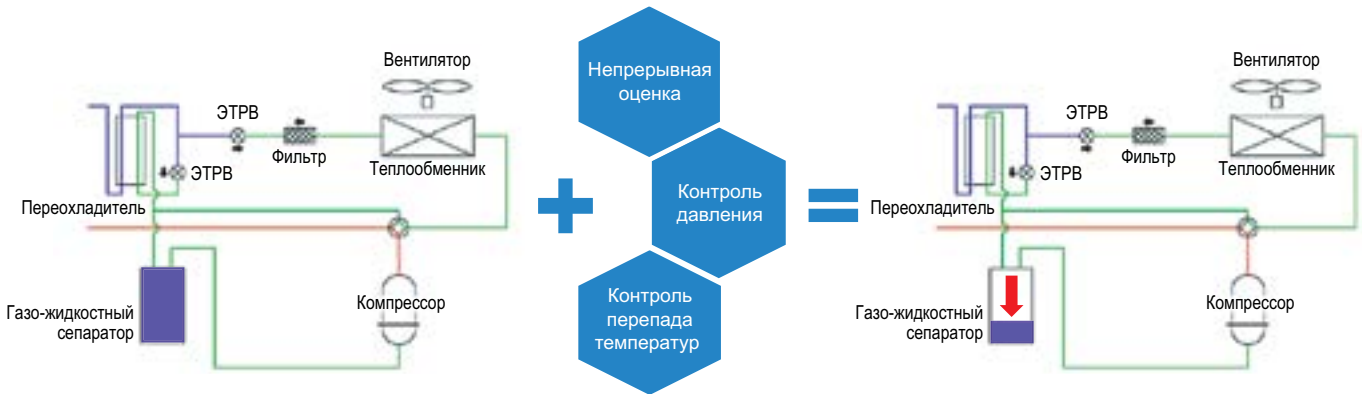 Вентилятор
ЭТРВ
Фильтр
Теплообменник
ЭТРВ
Переохладитель
Газо-жидкостный
сепаратор
Компрессор
Непрерывная
оценка
Контроль
давления
Контроль
перепада
температур
Вентилятор
ЭТРВ
Фильтр
Теплообменник
ЭТРВ
Переохладитель
Газо-жидкостный
сепаратор
Компрессор